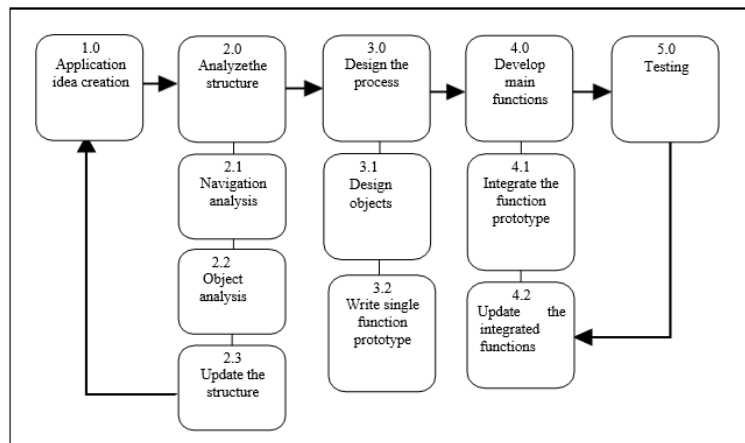 1.0
Application
idea creation
2.0
Analyzethe
structure
3.0
Design the
process
4.0
Develop
main
functions
5.0
Testing
2.1
Navigation
analysis
2.2
Object
analysis
2.3
Update the
structure
3.1
Design
objects
3.2
Write single
function
prototype
4.1
Integrate the
function
prototype
4.2
Update the
integrated
functions